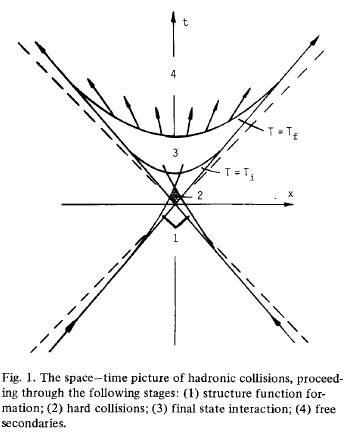 t
4
T = T_f
3
T = T_i
2
x
1
Fig. 1. The space–time picture of hadronic collisions, proceed-
ing through the following stages: (1) structure function for-
mation; (2) hard collisions; (3) final state interaction; (4) free
secondaries.